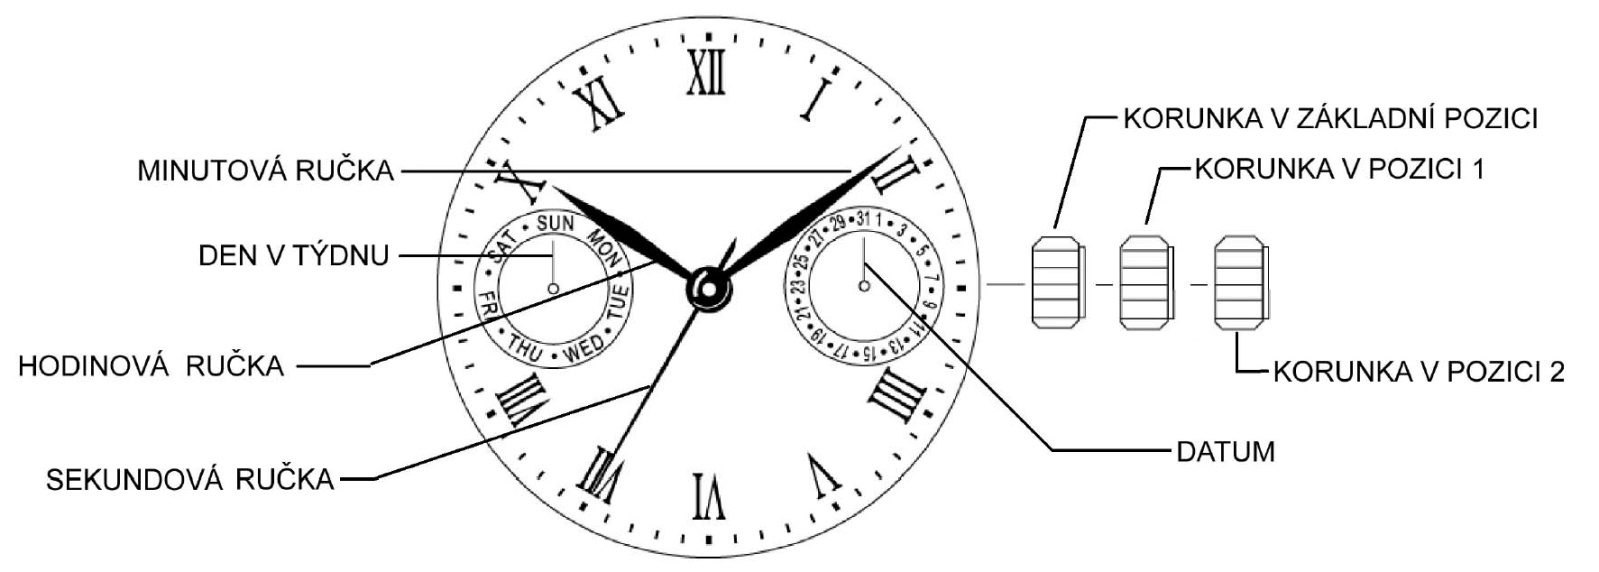 XII
XI
I
KORUNKA V ZÁKLADNÍ POZICI
MINUTOVÁ RUČKA
X
II
KORUNKA V POZICI 1
DEN V TÝDNU
SUN • MON • TUE • WED • THU • FRI • SAT •
31 1 • 3 • 5 • 7 • 9 • 11 • 13 • 15 • 17 • 19 • 21 • 23 • 25 • 27 • 29 •
HODINOVÁ RUČKA
KORUNKA V POZICI 2
VIII
IIII
DATUM
SEKUNDOVÁ RUČKA
VII
VI
V